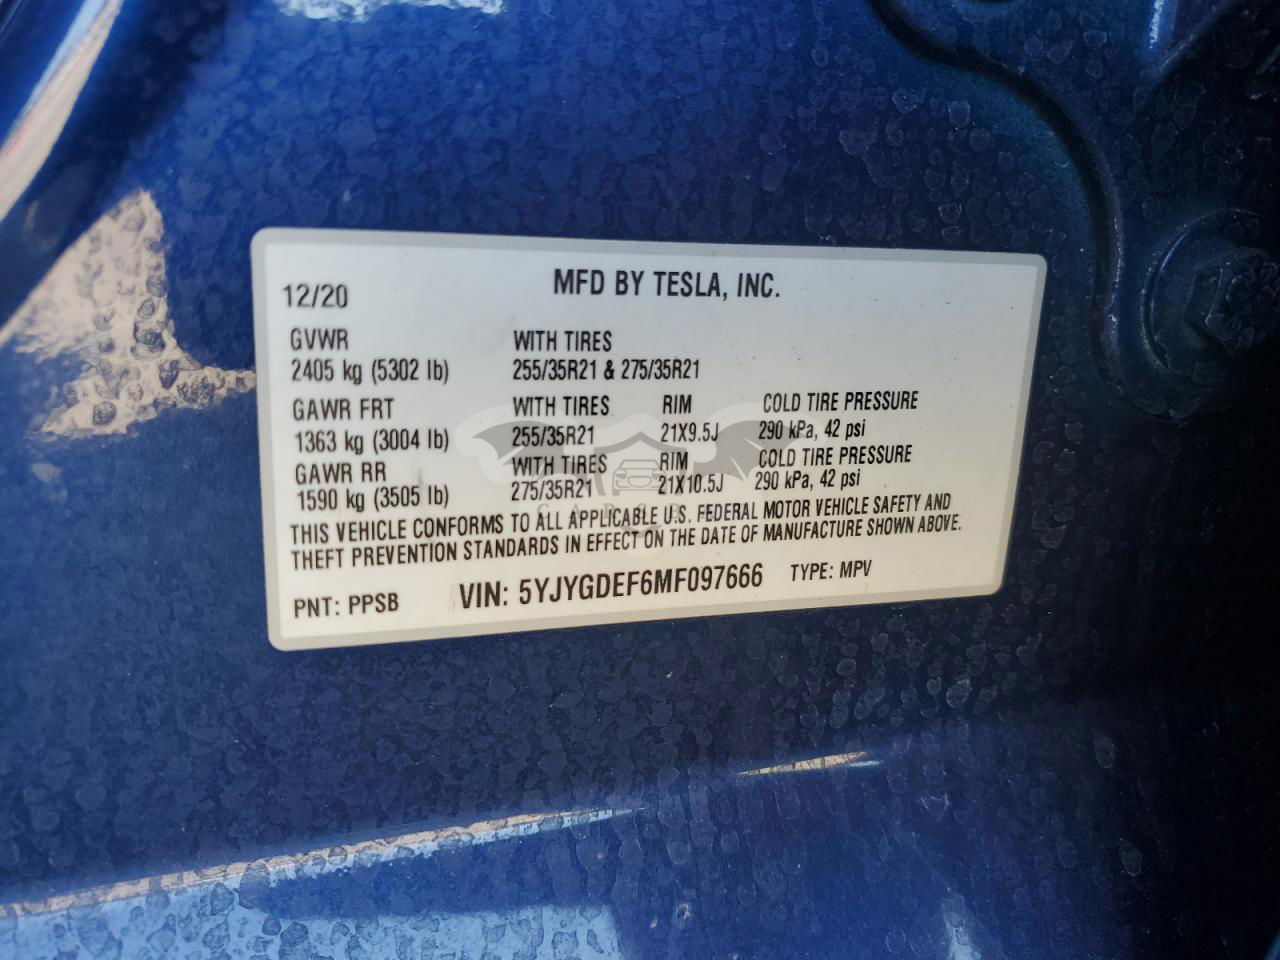 MFD BY TESLA, INC.
12/20
GVWR WITH TIRES
2405 kg (5302 lb) 255/35R21 & 275/35R21
GAWR FRT WITH TIRES RIM COLD TIRE PRESSURE
1363 kg (3004 lb) 255/35R21 21X9.5J 290 kPa, 42 psi
GAWR RR WITH TIRES RIM COLD TIRE PRESSURE
1590 kg (3505 lb) 275/35R21 21X10.5J 290 kPa, 42 psi
THIS VEHICLE CONFORMS TO ALL APPLICABLE U.S. FEDERAL MOTOR VEHICLE SAFETY AND
THEFT PREVENTION STANDARDS IN EFFECT ON THE DATE OF MANUFACTURE SHOWN ABOVE.
PNT: PPSB VIN: 5YJYGDEF6MF097666 TYPE: MPV